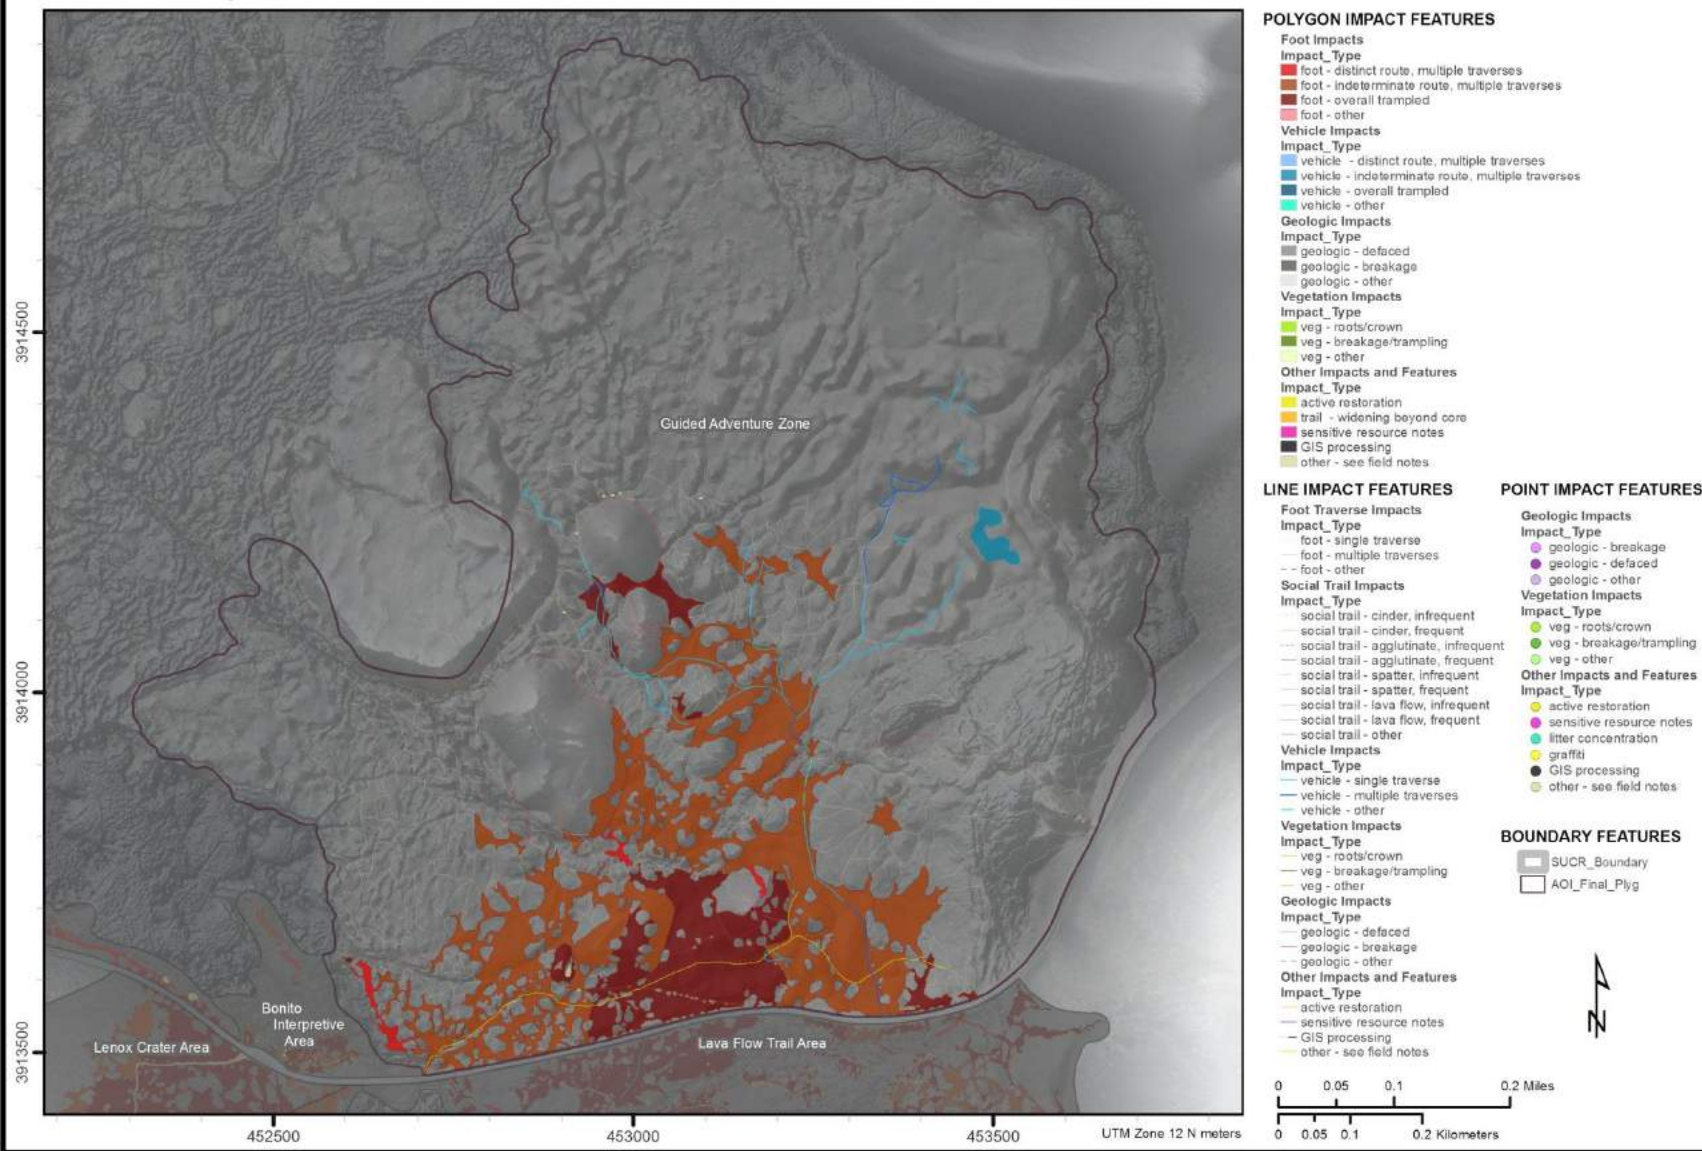 3914500
3914000
3913500
Guided Adventure Zone
Bonito
Interpretive
Area
Lenox Crater Area
Lava Flow Trail Area
452500
453000
453500
UTM Zone 12 N meters
POLYGON IMPACT FEATURES
Foot Impacts
Impact_Type
foot - distinct route, multiple traverses
foot - indeterminate route, multiple traverses
foot - overall trampled
foot - other
Vehicle Impacts
Impact_Type
vehicle - distinct route, multiple traverses
vehicle - indeterminate route, multiple traverses
vehicle - overall trampled
vehicle - other
Geologic Impacts
Impact_Type
geologic - defaced
geologic - breakage
geologic - other
Vegetation Impacts
Impact_Type
veg - roots/crown
veg - breakage/trampling
veg - other
Other Impacts and Features
Impact_Type
active restoration
trail - widening beyond core
sensitive resource notes
GIS processing
other - see field notes
LINE IMPACT FEATURES
Foot Traverse Impacts
Impact_Type
foot - single traverse
foot - multiple traverses
foot - other
Social Trail Impacts
Impact_Type
social trail - cinder, infrequent
social trail - cinder, frequent
social trail - agglutinate, infrequent
social trail - agglutinate, frequent
social trail - spatter, infrequent
social trail - spatter, frequent
social trail - lava flow, infrequent
social trail - lava flow, frequent
social trail - other
Vehicle Impacts
Impact_Type
vehicle - single traverse
vehicle - multiple traverses
vehicle - other
Vegetation Impacts
Impact_Type
veg - roots/crown
veg - breakage/trampling
veg - other
Geologic Impacts
Impact_Type
geologic - defaced
geologic - breakage
geologic - other
Other Impacts and Features
Impact_Type
active restoration
sensitive resource notes
GIS processing
other - see field notes
POINT IMPACT FEATURES
Geologic Impacts
Impact_Type
geologic - breakage
geologic - defaced
geologic - other
Vegetation Impacts
Impact_Type
veg - roots/crown
veg - breakage/trampling
veg - other
Other Impacts and Features
Impact_Type
active restoration
sensitive resource notes
litter concentration
graffiti
GIS processing
other - see field notes
BOUNDARY FEATURES
SUCR_Boundary
AOI_Final_Plyg
N
0 0.05 0.1 0.2 Miles
0 0.05 0.1 0.2 Kilometers